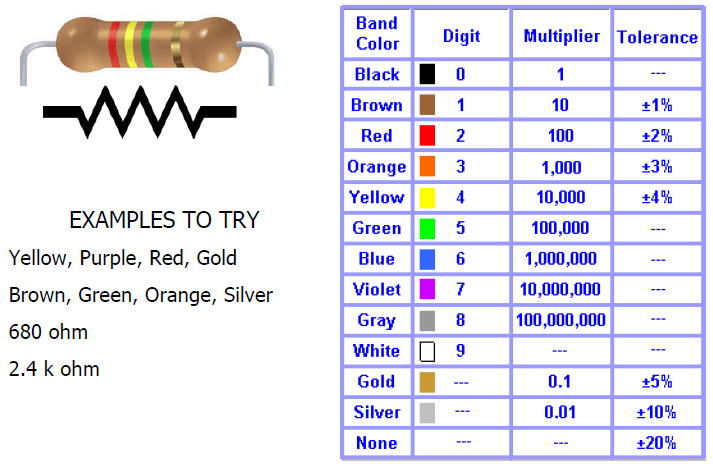 EXAMPLES TO TRY
Yellow, Purple, Red, Gold
Brown, Green, Orange, Silver
680 ohm
2.4 k ohm
Band Color Digit Multiplier Tolerance
Black 0 1 ---
Brown 1 10 ±1%
Red 2 100 ±2%
Orange 3 1,000 ±3%
Yellow 4 10,000 ±4%
Green 5 100,000 ---
Blue 6 1,000,000 ---
Violet 7 10,000,000 ---
Gray 8 100,000,000 ---
White 9 --- ---
Gold --- 0.1 ±5%
Silver --- 0.01 ±10%
None --- --- ±20%